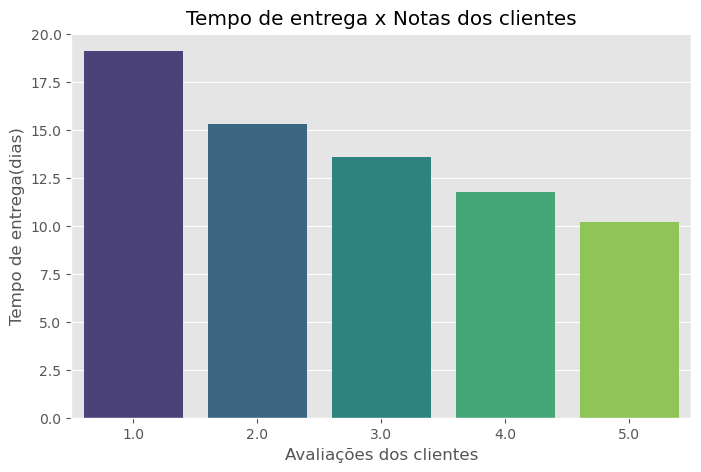 Tempo de entrega x Notas dos clientes
20.0
17.5
15.0
12.5
10.0
7.5
5.0
2.5
0.0
Tempo de entrega(dias)
1.0 2.0 3.0 4.0 5.0
Avaliações dos clientes